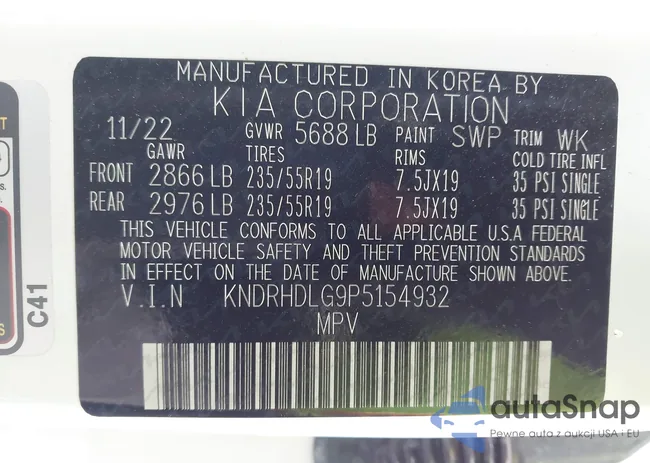 MANUFACTURED IN KOREA BY
KIA CORPORATION
11/22 GVWR 5688 LB PAINT SWP TRIM WK
GAWR TIRES RIMS COLD TIRE INFL
FRONT 2866 LB 235/55R19 7.5JX19 35 PSI SINGLE
REAR 2976 LB 235/55R19 7.5JX19 35 PSI SINGLE
THIS VEHICLE CONFORMS TO ALL APPLICABLE U.S.A FEDERAL
MOTOR VEHICLE SAFETY AND THEFT PREVENTION STANDARDS
IN EFFECT ON THE DATE OF MANUFACTURE SHOWN ABOVE.
V.I.N KNDRHDLG9P5154932
MPV
C41
autaSnap
Pewne auta z aukcji USA i EU